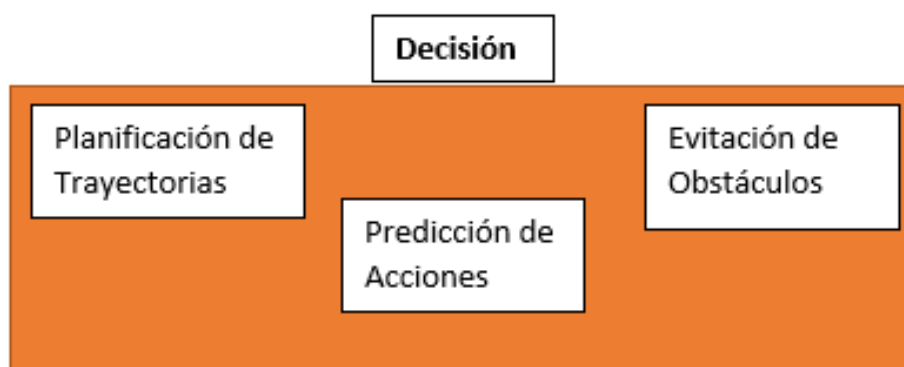 Decisión
Planificación de
Trayectorias
Evitación de
Obstáculos
Predicción de
Acciones